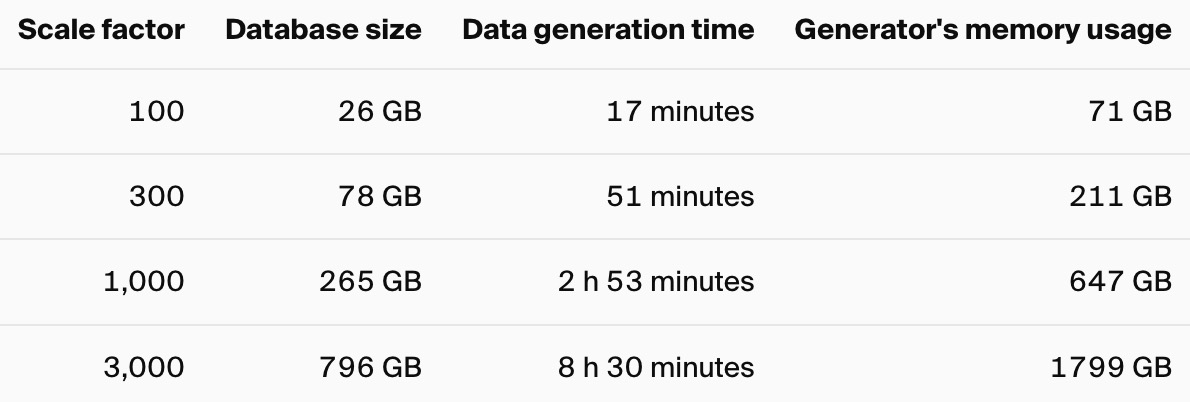 Scale factor Database size Data generation time Generator's memory usage
100 26 GB 17 minutes 71 GB
300 78 GB 51 minutes 211 GB
1,000 265 GB 2 h 53 minutes 647 GB
3,000 796 GB 8 h 30 minutes 1799 GB